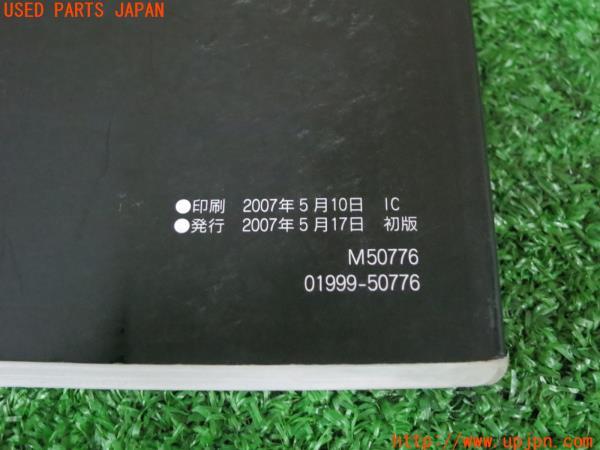 USED PARTS JAPAN
●印刷 2007年5月10日 IC
●発行 2007年5月17日 初版
M50776
01999-50776
http://www.upjpn.com